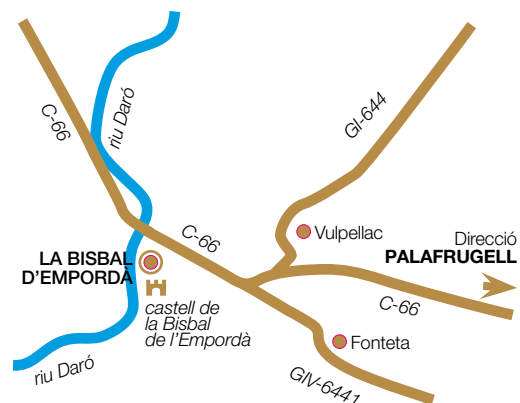 C-66
riu Daró
GI-644
C-66
Vulpellac
Direcció
PALAFRUGELL
LA BISBAL
D'EMPORDÀ
castell de
la Bisbal
de l'Empordà
C-66
Fonteta
riu Daró
GIV-6441